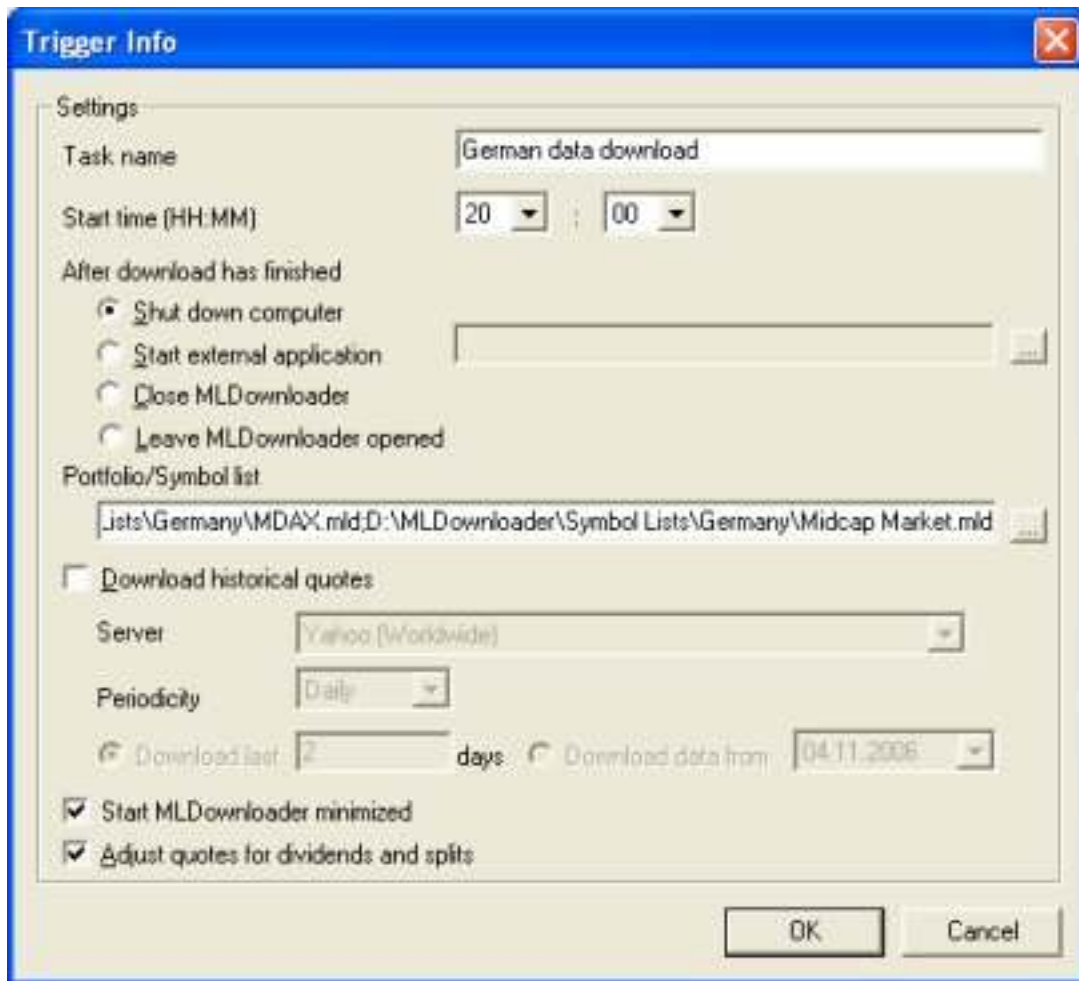 Trigger Info
Settings
Task name German data download
Start time (HH:MM) 20 : 00
After download has finished
Shut down computer
Start external application ...
Close MLDownloader
Leave MLDownloader opened
Portfolio/Symbol list
Lists\Germany\MDAX.mld;D:\MLDownloader\Symbol Lists\Germany\Midcap Market.mld ...
Download historical quotes
Server Yahoo (Worldwide)
Periodicity Daily
Download last 2 days Download data from 04.11.2006
Start MLDownloader minimized
Adjust quotes for dividends and splits
OK Cancel